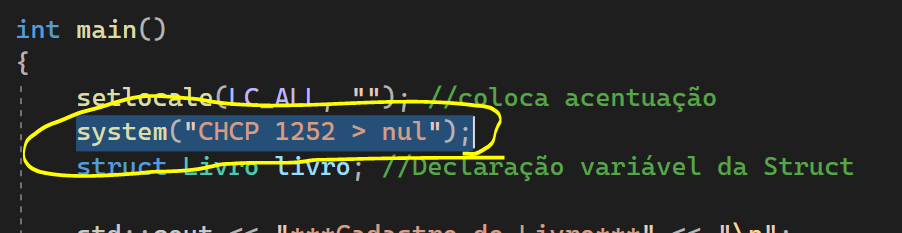 int main()
{
setlocale(LC_ALL, ""); //coloca acentuação
system("CHCP 1252 > nul");
struct Livro livro; //Declaração variável da Struct
std::cout << "***Cadastro de Livro***" << "\n";